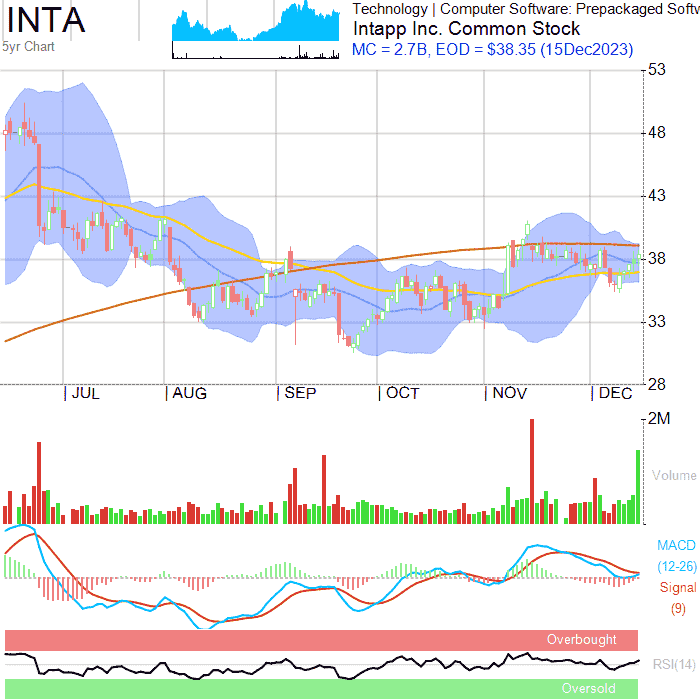 INTA
5yr Chart
Technology | Computer Software: Prepackaged Softw
Intapp Inc. Common Stock
MC = 2.7B, EOD = $38.35 (15Dec2023)
53
48
43
38
33
28
JUL AUG SEP OCT NOV DEC
2M
Volume
MACD
(12-26)
Signal
(9)
Overbought
RSI(14)
Oversold